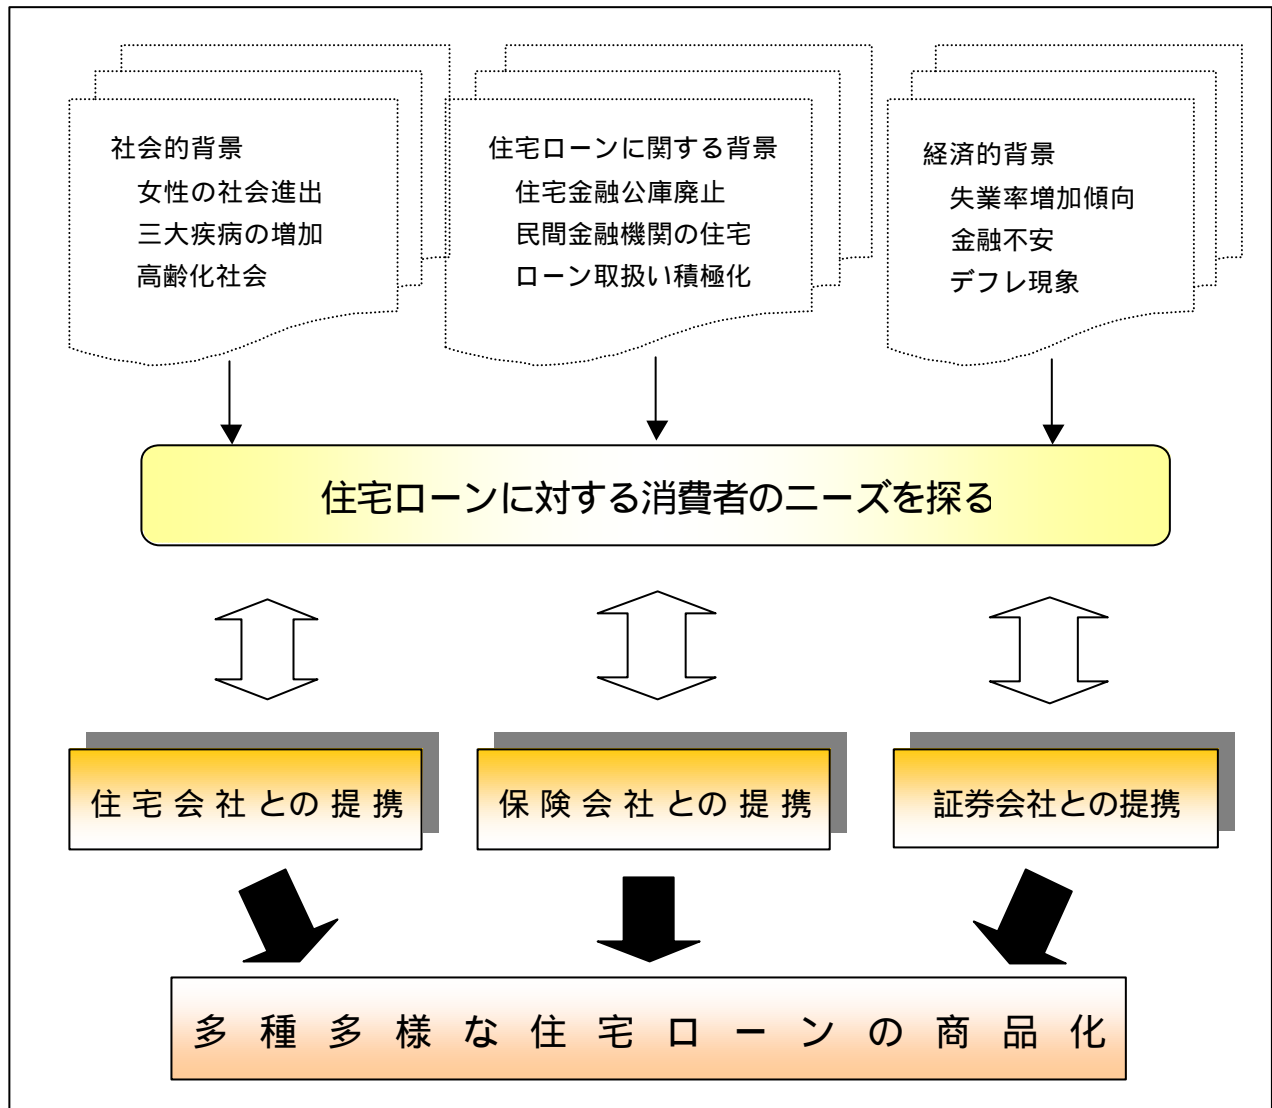 社会的背景
女性の社会進出
三大疾病の増加
高齢化社会
住宅ローンに関する背景
住宅金融公庫廃止
民間金融機関の住宅
ローン取扱い積極化
経済的背景
失業率増加傾向
金融不安
デフレ現象
住宅ローンに対する消費者のニーズを探る
住宅会社との提携
保険会社との提携
証券会社との提携
多種多様な住宅ローンの商品化